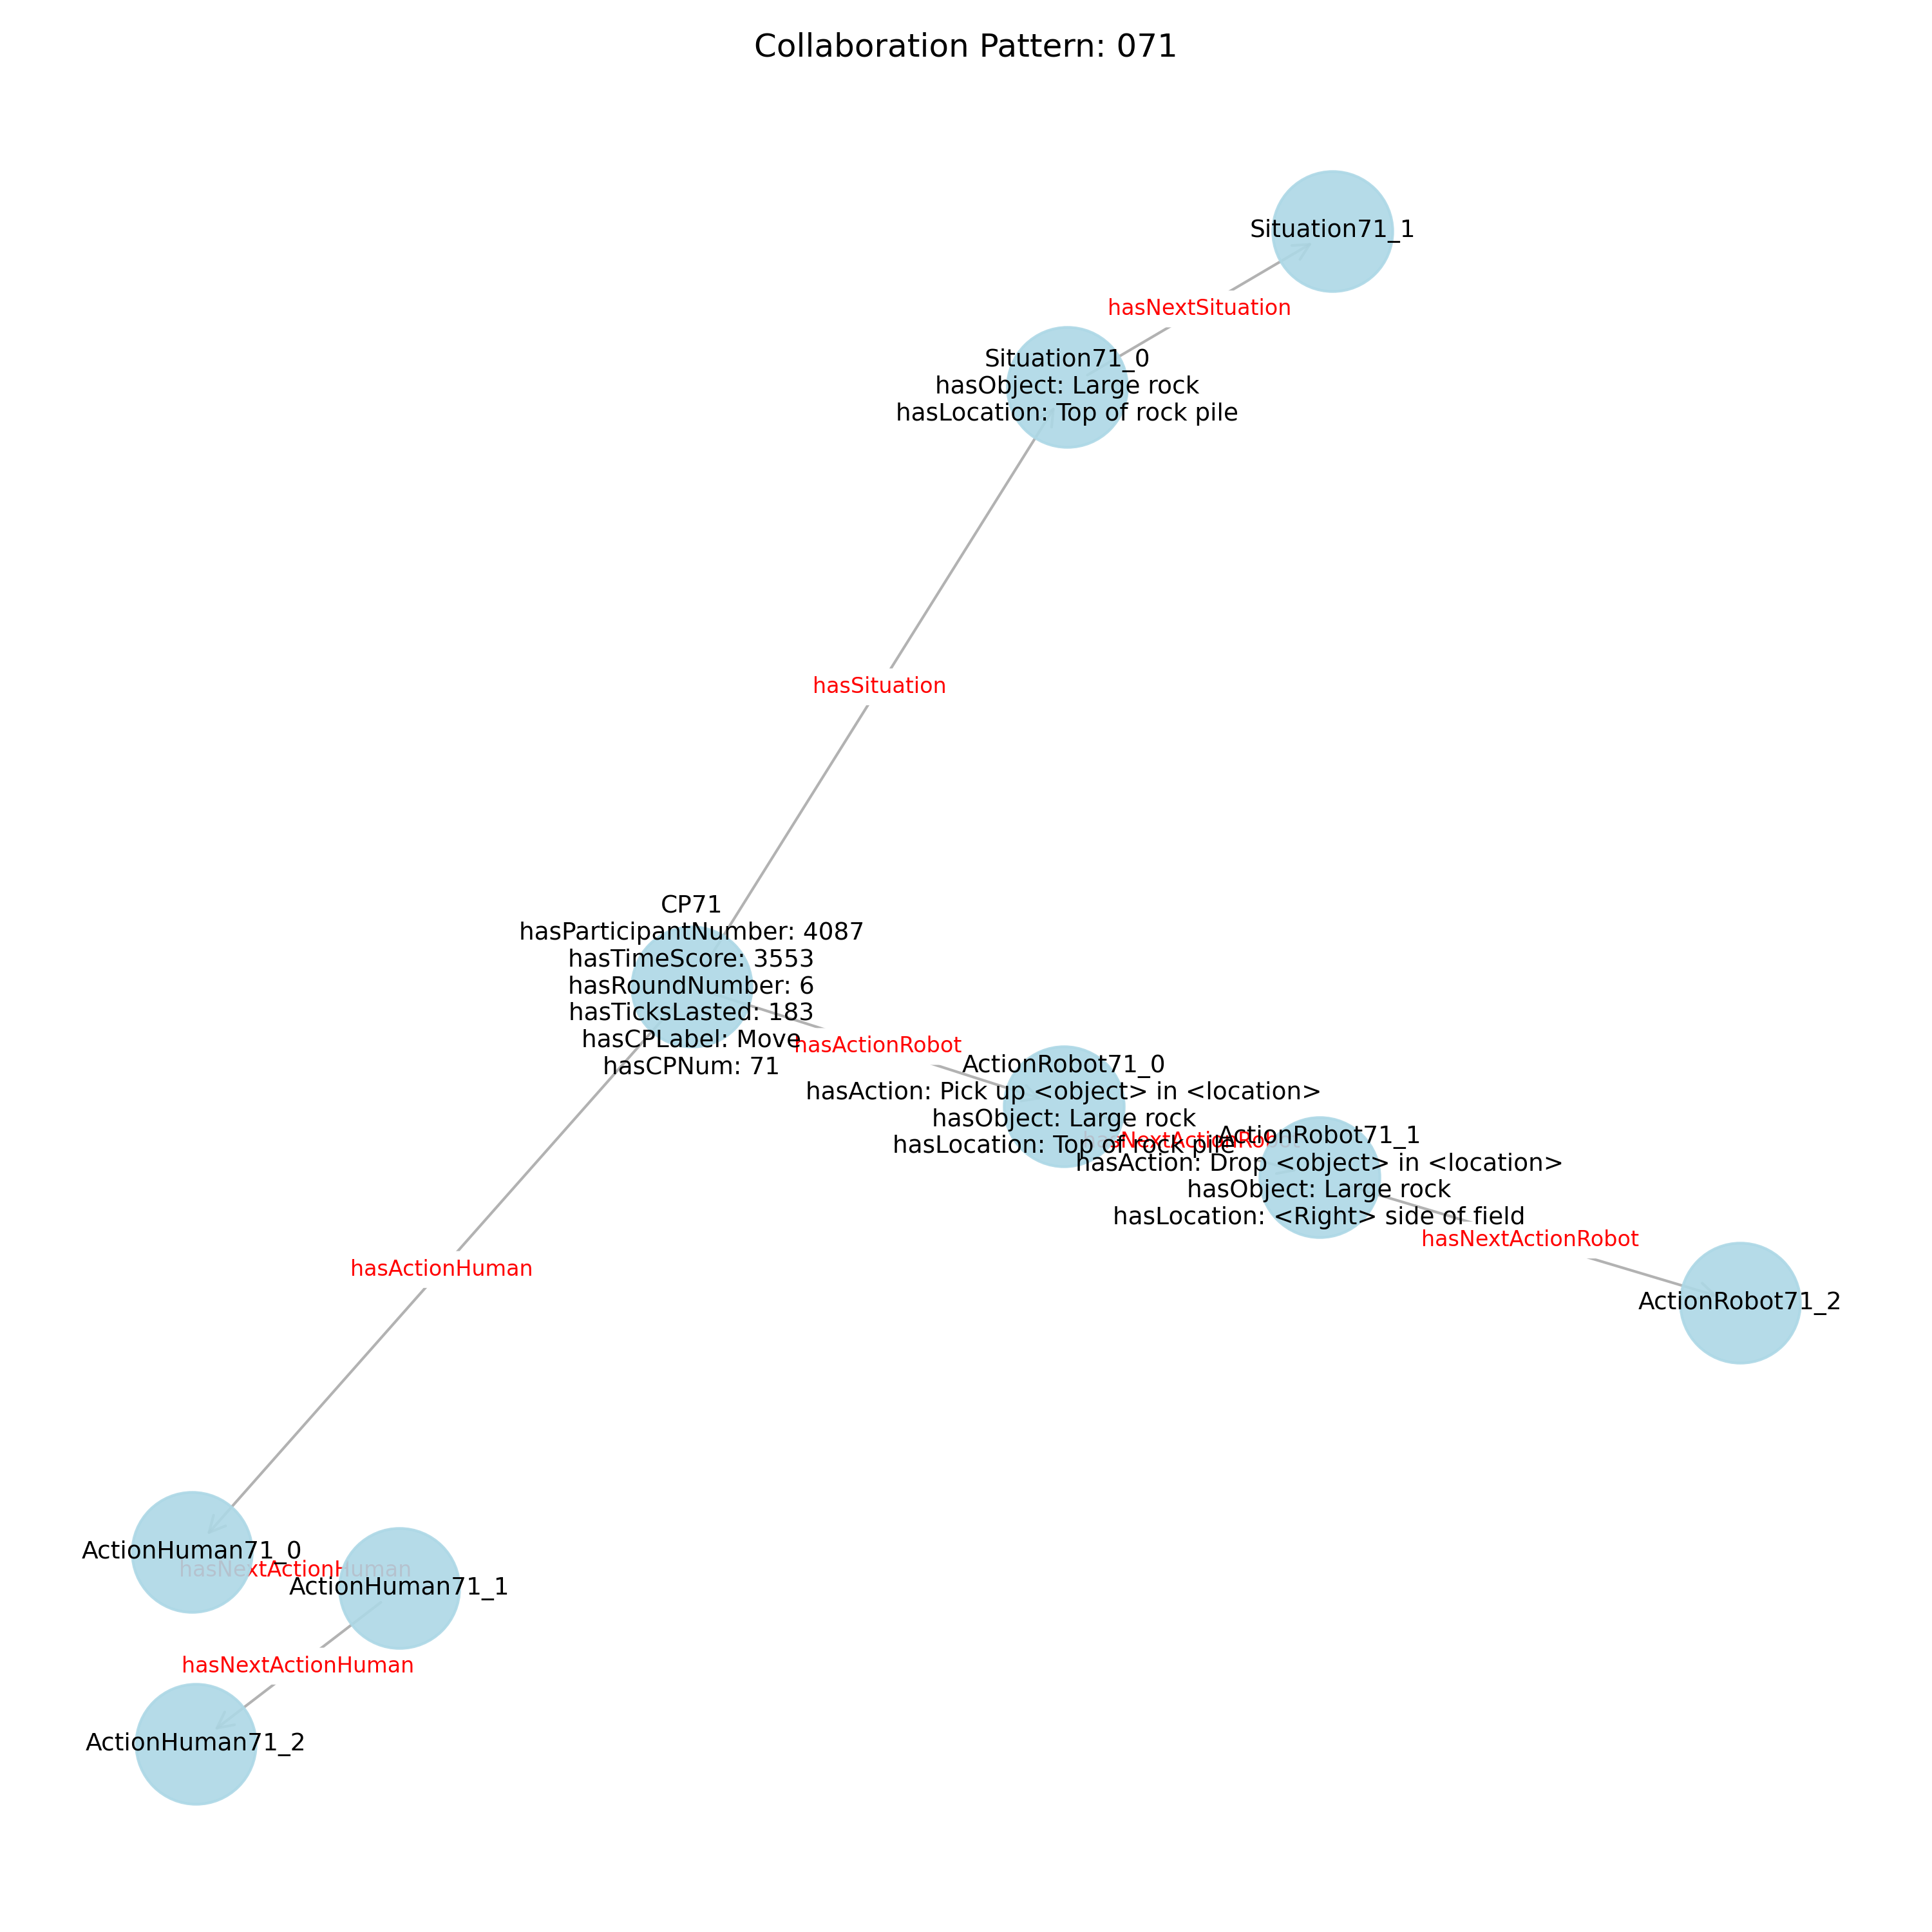 Collaboration Pattern: 071
Situation71_1
hasNextSituation
Situation71_0
hasObject: Large rock
hasLocation: Top of rock pile
hasSituation
CP71
hasParticipantNumber: 4087
hasTimeScore: 3553
hasRoundNumber: 6
hasTicksLasted: 183
hasCPLabel: Move
hasCPNum: 71
hasActionRobot
ActionRobot71_0
hasAction: Pick up <object> in <location>
hasObject: Large rock
hasLocation: Top of rock pile
hasNextActionRobot
ActionRobot71_1
hasAction: Drop <object> in <location>
hasObject: Large rock
hasLocation: <Right> side of field
hasNextActionRobot
ActionRobot71_2
hasActionHuman
ActionHuman71_0
hasNextActionHuman
ActionHuman71_1
hasNextActionHuman
ActionHuman71_2